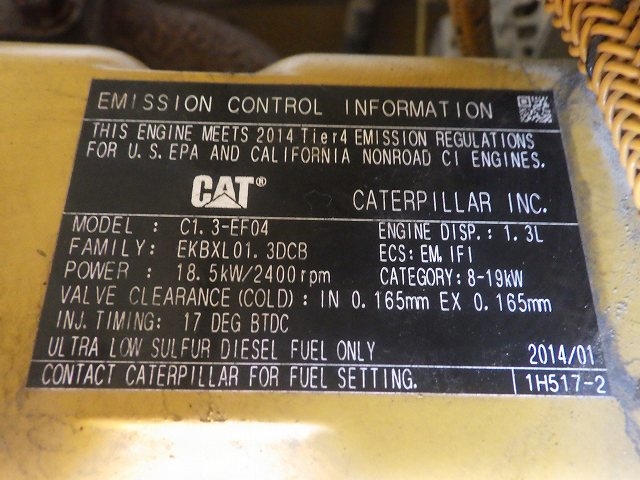 EMISSION CONTROL INFORMATION
THIS ENGINE MEETS 2014 Tier4 EMISSION REGULATIONS
FOR U.S.EPA AND CALIFORNIA NONROAD CI ENGINES.
CAT® CATERPILLAR INC.
MODEL : C1.3-EF04 ENGINE DISP.: 1.3L
FAMILY: EKBXL01.3DCB ECS: EM, IFI
POWER : 18.5kW/2400rpm CATEGORY: 8-19kW
VALVE CLEARANCE (COLD) : IN 0.165mm EX 0.165mm
INJ. TIMING: 17 DEG BTDC
ULTRA LOW SULFUR DIESEL FUEL ONLY 2014/01
CONTACT CATERPILLAR FOR FUEL SETTING. 1H517-2